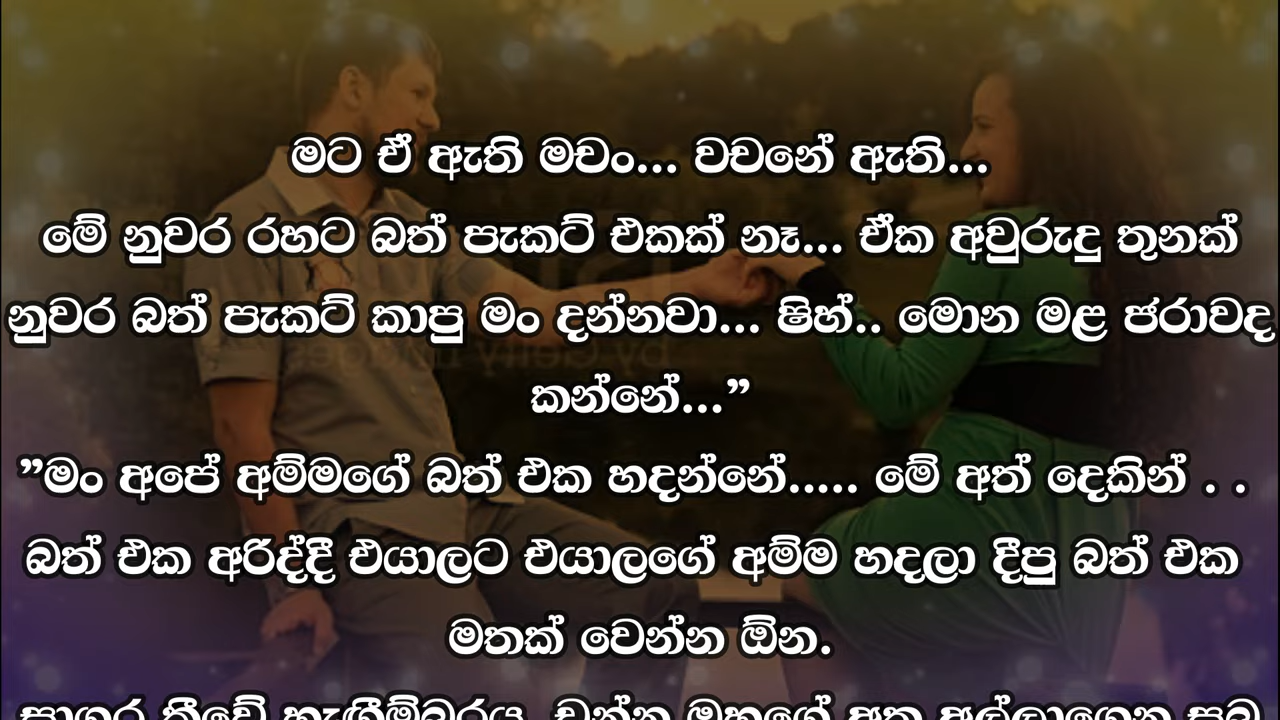 මට ඒ ඇති මචං... වචනේ ඇති...
මේ නුවර රහට බත් පැකට් එකක් නෑ... ඒක අවුරුදු තුනක්
නුවර බත් පැකට් කාපු මං දන්නවා... ෂිහ්.. මොන මළ ජරාවද
කන්නේ...”
”මං අපේ අම්මගේ බත් එක හදන්නේ..... මේ අත් දෙකින් . .
බත් එක අරිද්දී එයාලට එයාලගේ අම්ම හදලා දීපු බත් එක
මතක් වෙන්න ඕන.